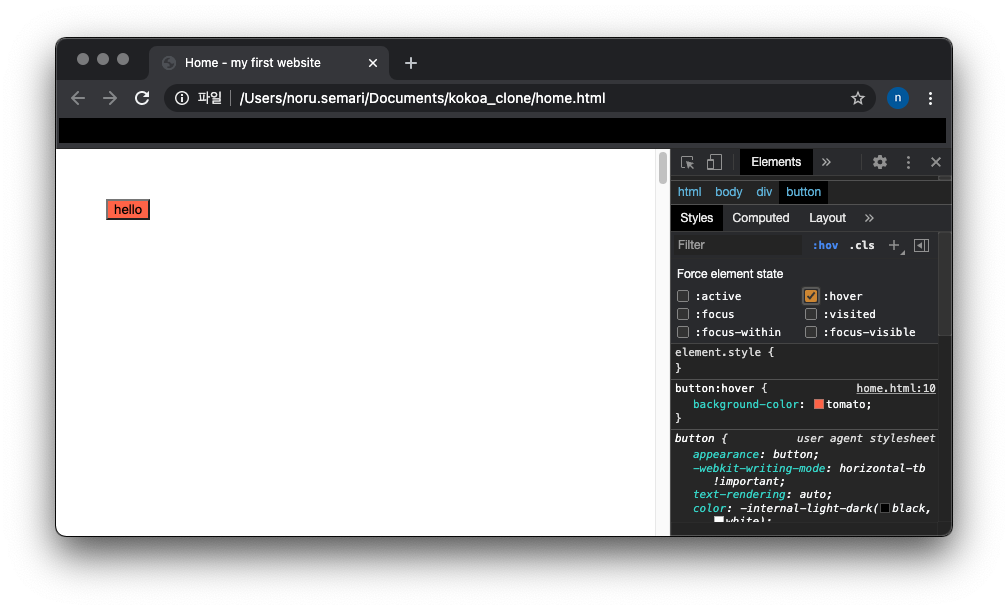 Home - my first website
파일 /Users/noru.semari/Documents/kokoa_clone/home.html n
hello
Elements »
html body div button
Styles Computed Layout »
Filter :hov .cls +
Force element state
:active :hover
:focus :visited
:focus-within :focus-visible
element.style {
}
button:hover { home.html:10
background-color: tomato;
}
button { user agent stylesheet
appearance: button;
-webkit-writing-mode: horizontal-tb
!important;
text-rendering: auto;
color: -internal-light-dark(black,
white);